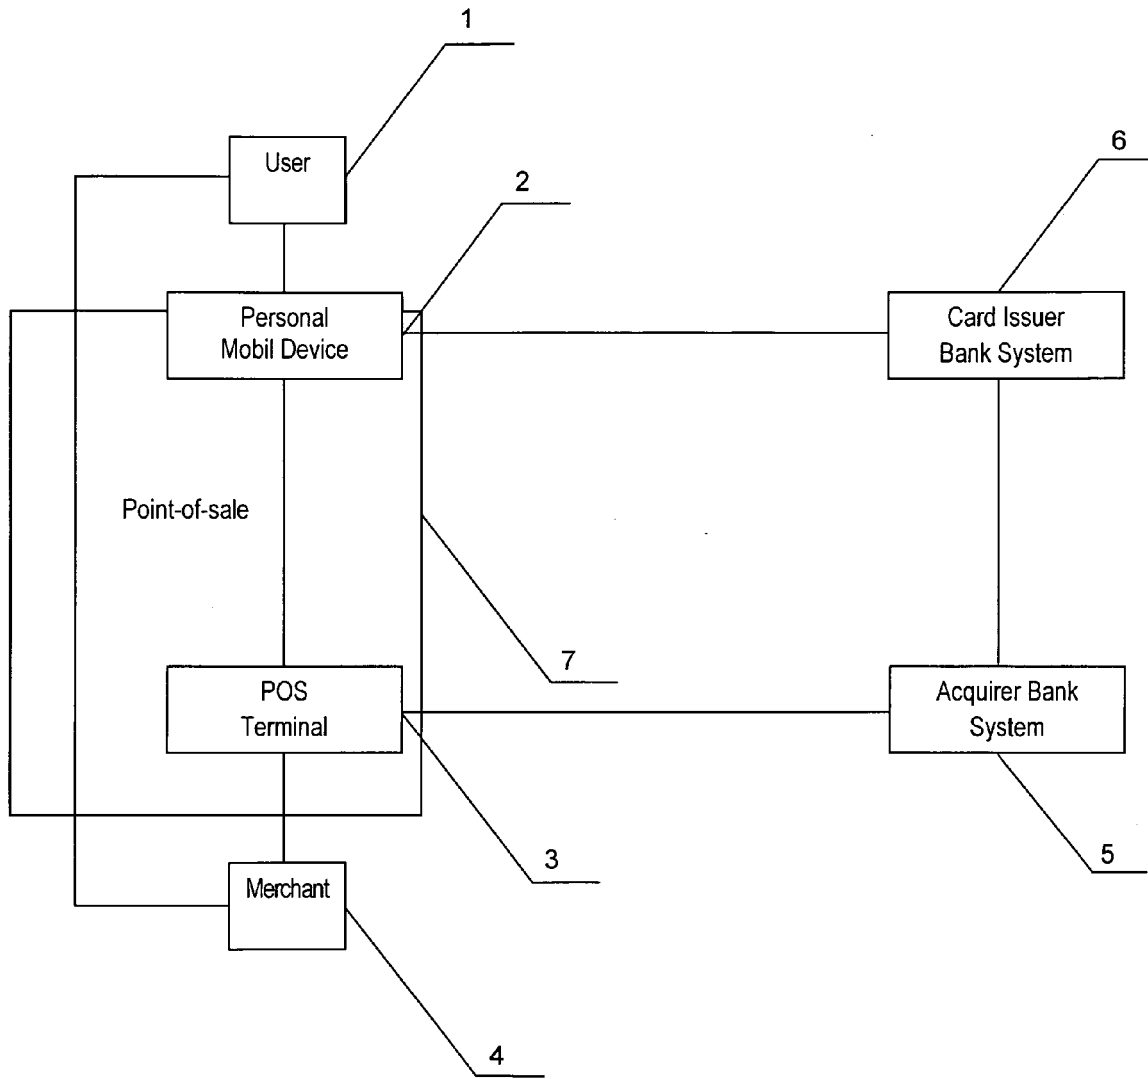 1
User
6
2
Personal
Mobil Device
Card Issuer
Bank System
Point-of-sale
7
POS
Terminal
Acquirer Bank
System
3
5
Merchant
4